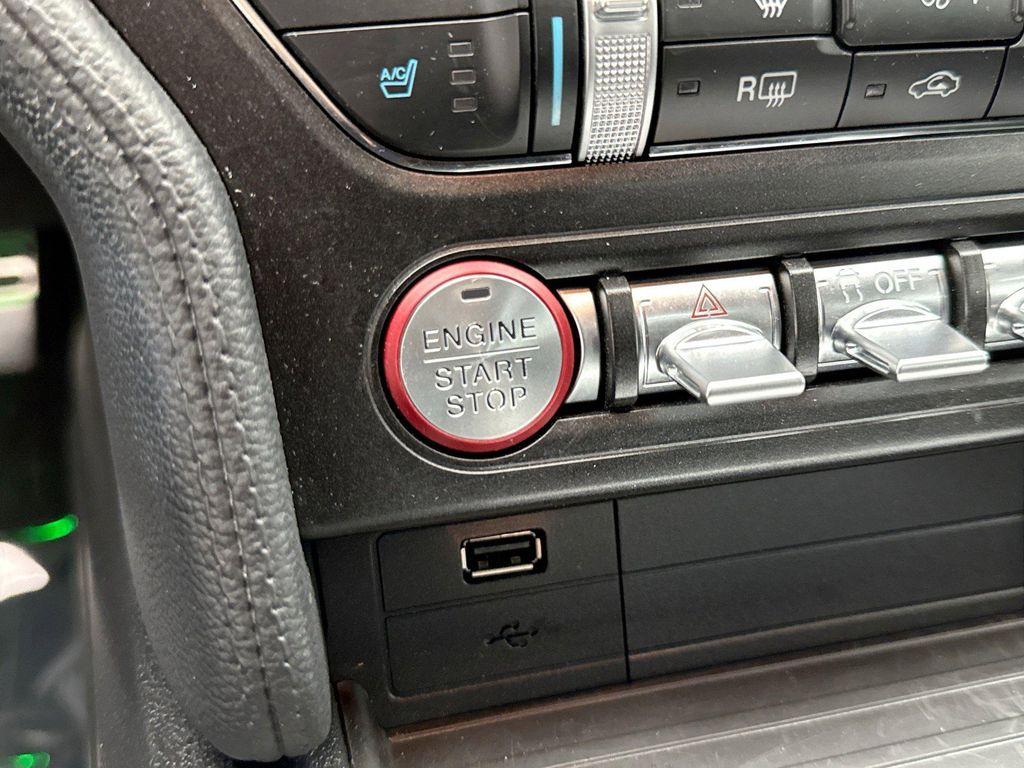 A/C
R
OFF
ENGINE
START
STOP